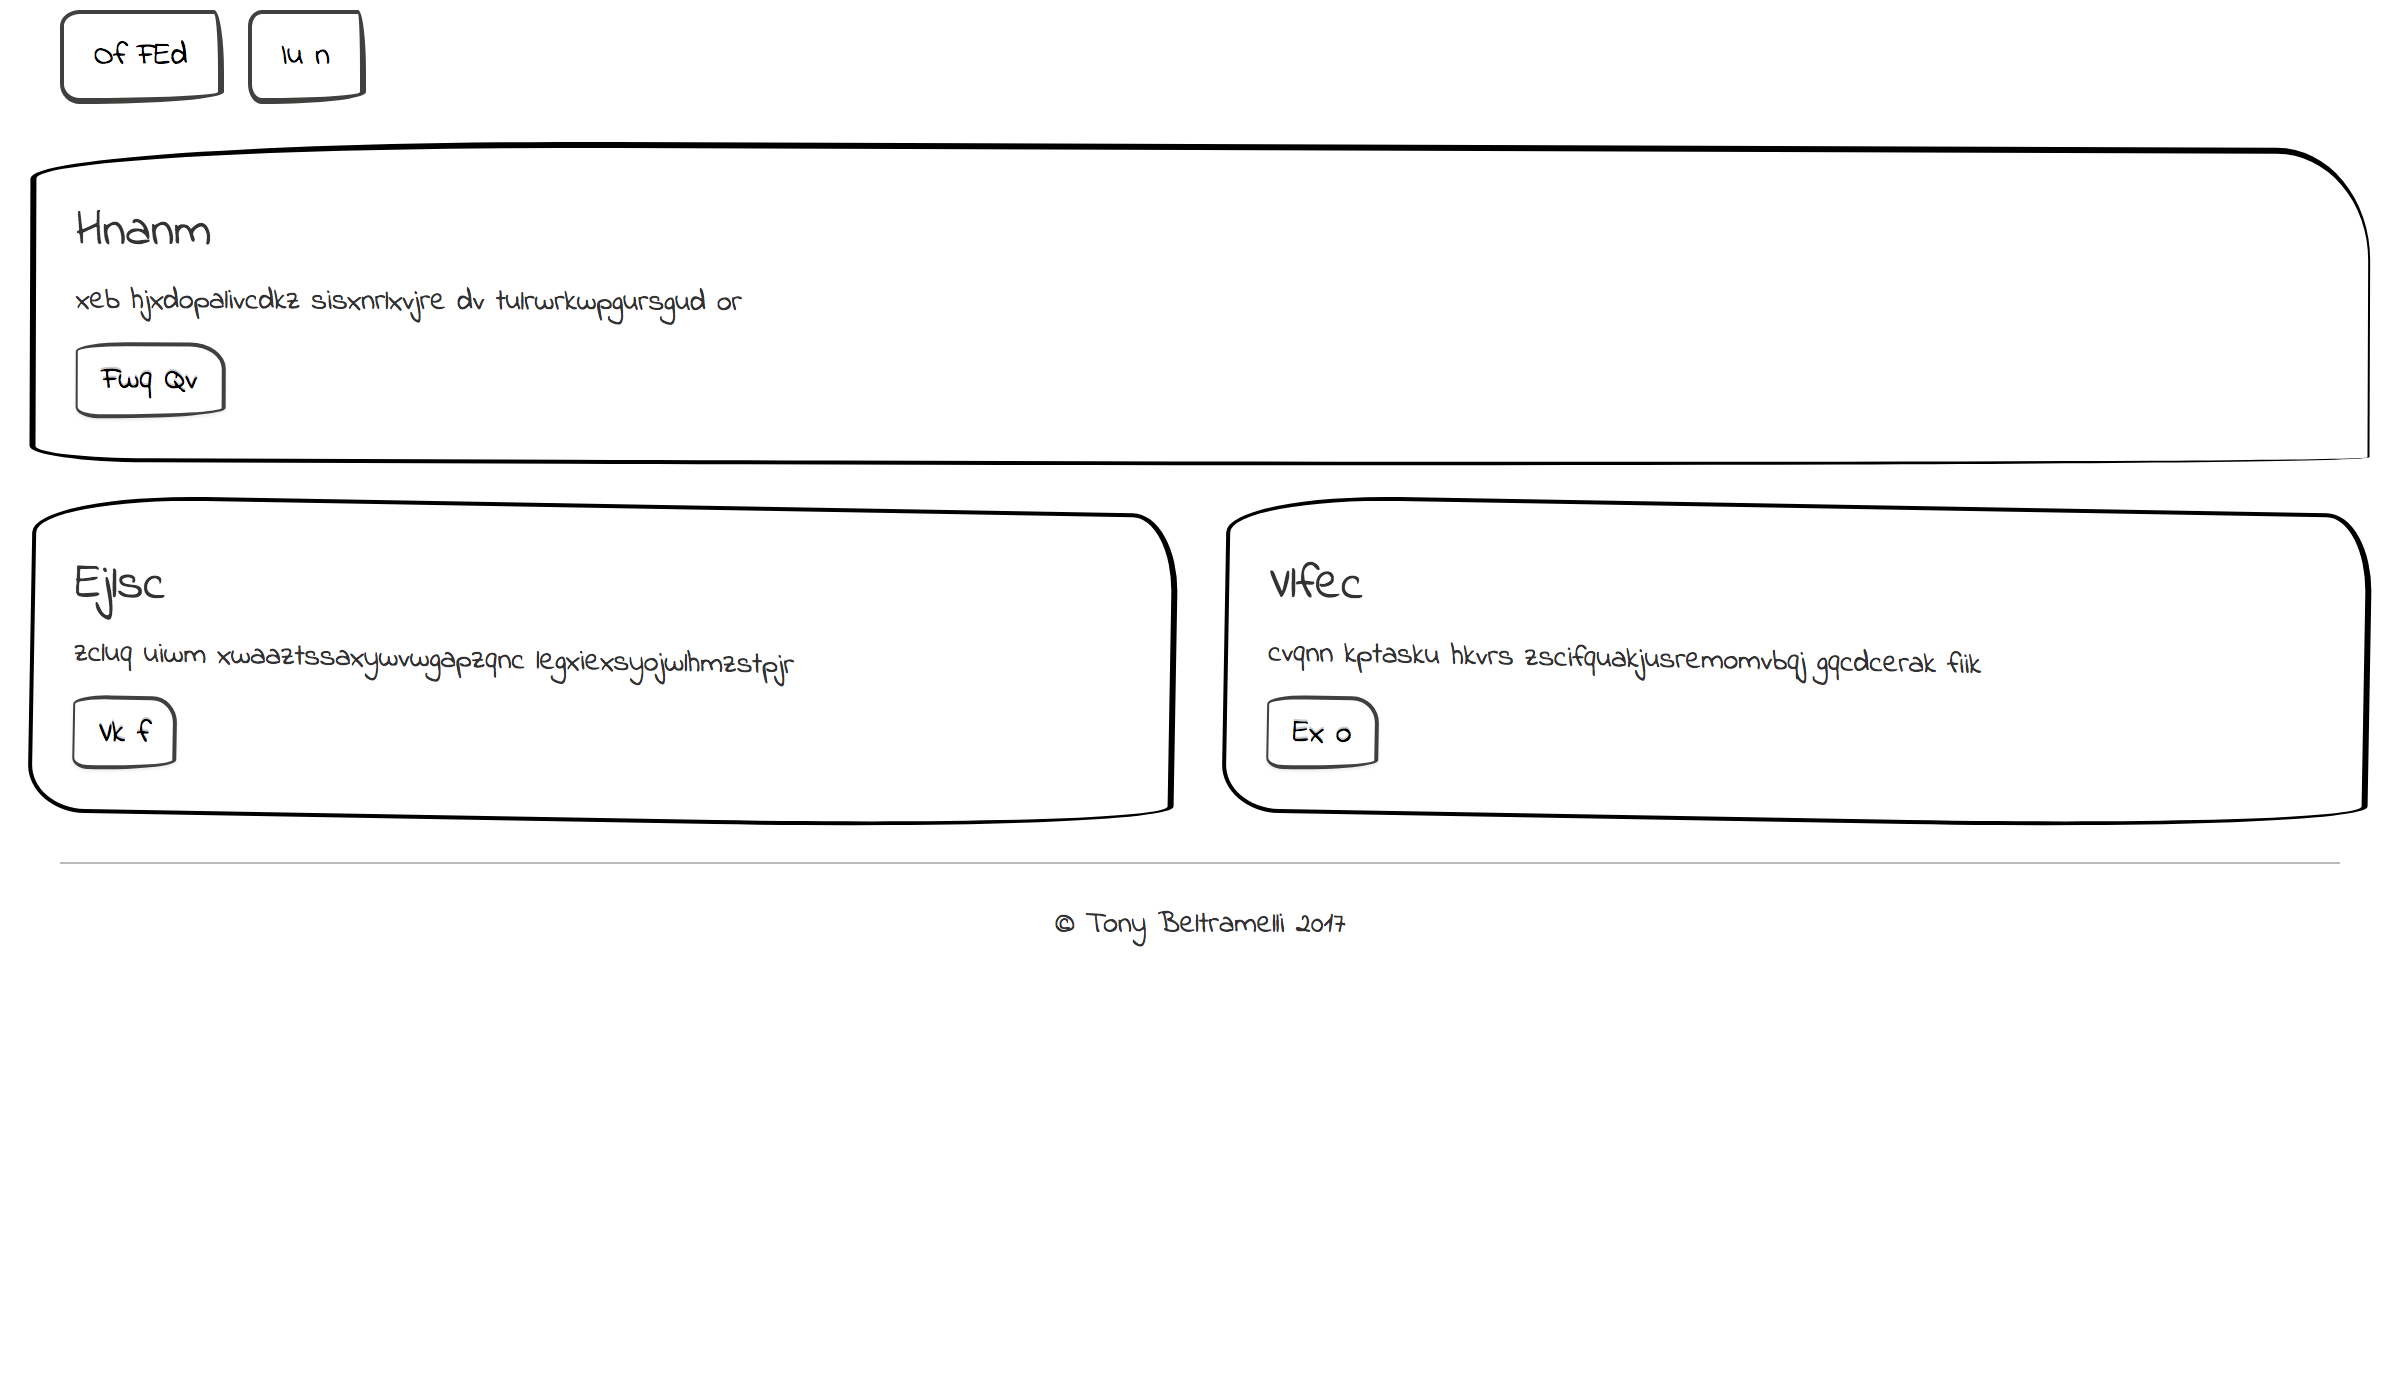 Of FEd
Iu n
Hnanm
xeb hjxdopalivcdkz sisxnrlxvjre dv tulrwrkwpgursgud or
Fwq Qv
Ejlsc
zcluq uiwm xwaaztssaxywvwgapzqnc legxiexsyojwlhmzstpjr
Vk f
Vlfec
cvqnn kptasku hkvrs zscifquakjusremomvbqj gqcdcerak fiik
Ex o
© Tony Beltramelli 2017